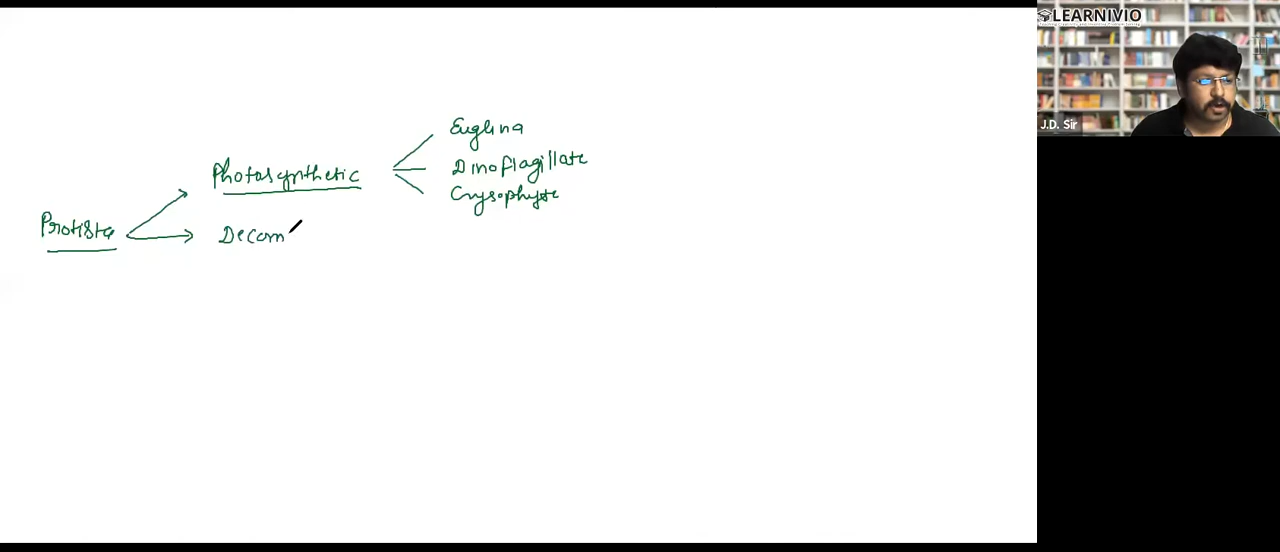 LEARNIVIO
J.D. Sir
Euglina
Dinoflagillate
Photosynthetic
Crysophyte
Protista
Decom